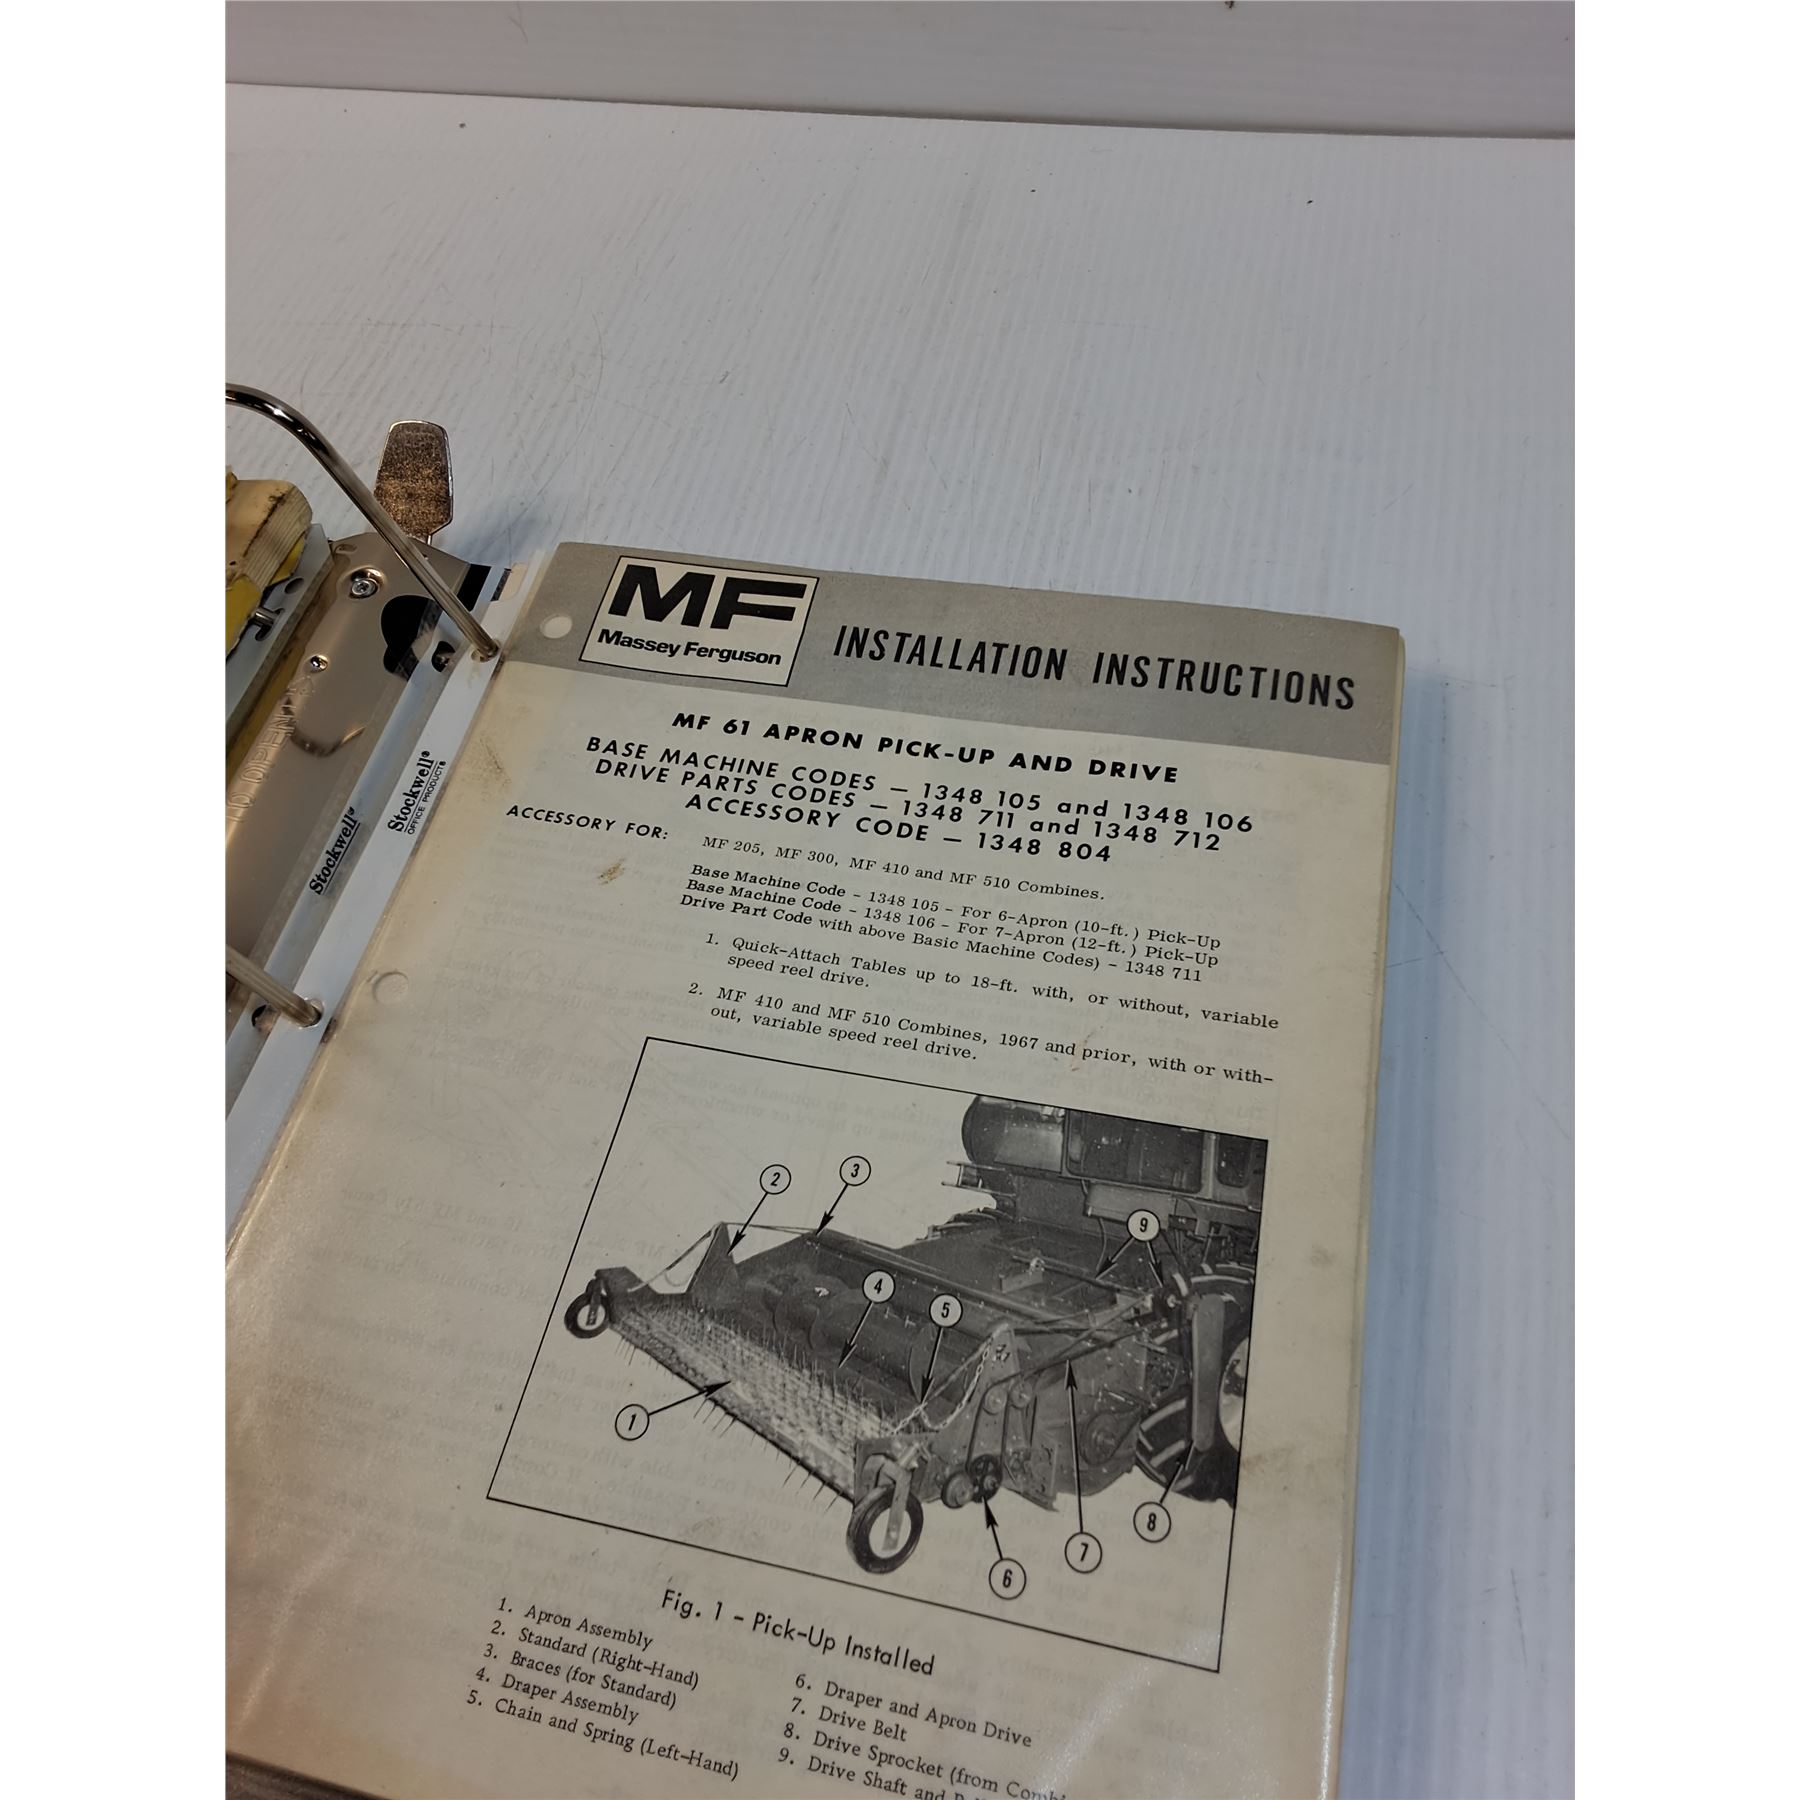 MF
Massey Ferguson
INSTALLATION INSTRUCTIONS
MF 61 APRON PICK-UP AND DRIVE
BASE MACHINE CODES — 1348 105 and 1348 106
DRIVE PARTS CODES — 1348 711 and 1348 712
ACCESSORY CODE — 1348 804
ACCESSORY FOR:
MF 205, MF 300, MF 410 and MF 510 Combines.
Base Machine Code - 1348 105 - For 6-Apron (10-ft.) Pick-Up
Base Machine Code - 1348 106 - For 7-Apron (12-ft.) Pick-Up
Drive Part Code with above Basic Machine Codes) - 1348 711
1. Quick-Attach Tables up to 18-ft. with, or without, variable
speed reel drive.
2. MF 410 and MF 510 Combines, 1967 and prior, with or with-
out, variable speed reel drive.
2
3
9
4
5
1
8
7
6
Fig. 1 - Pick-Up Installed
1. Apron Assembly
2. Standard (Right-Hand)
3. Braces (for Standard)
4. Draper Assembly
5. Chain and Spring (Left-Hand)
6. Draper and Apron Drive
7. Drive Belt
8. Drive Sprocket (from
9. Drive Shaft and
Stockwell®
OFFICE PRODUCTS
Stockwell®